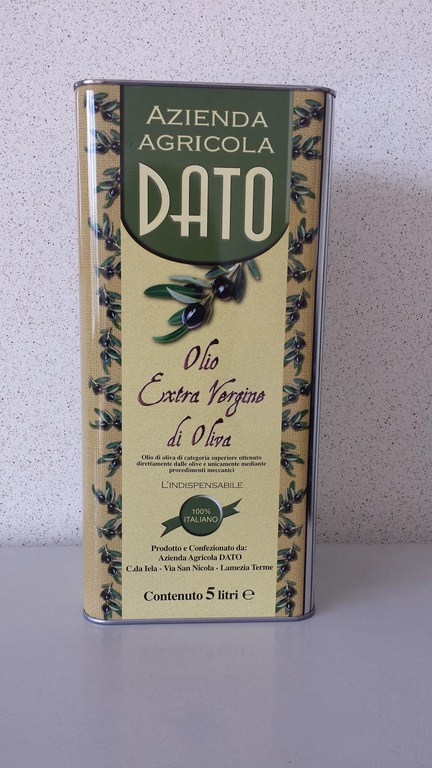 AZIENDA
AGRICOLA
DATO
Olio
Extra Vergine
di Oliva
Olio di oliva di categoria superiore ottenuto
direttamente dalle olive e unicamente mediante
procedimenti meccanici
L'INDISPENSABILE
100%
ITALIANO
Prodotto e Confezionato da:
Azienda Agricola DATO
C.da Iela - Via San Nicola - Lamezia Terme
Contenuto 5 litri ℮